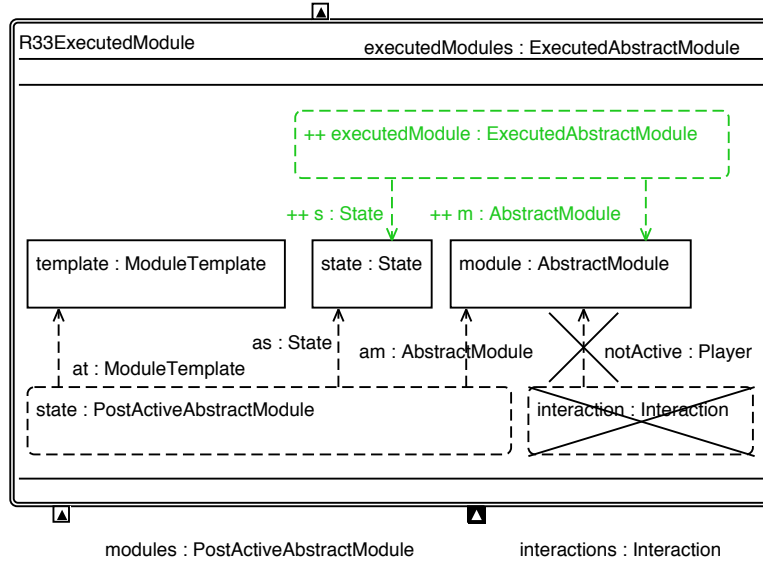 R33ExecutedModule
executedModules : ExecutedAbstractModule
++ executedModule : ExecutedAbstractModule
++ s : State
++ m : AbstractModule
template : ModuleTemplate
state : State
module : AbstractModule
as : State
am : AbstractModule
notActive : Player
at : ModuleTemplate
state : PostActiveAbstractModule
interaction : Interaction
modules : PostActiveAbstractModule
interactions : Interaction